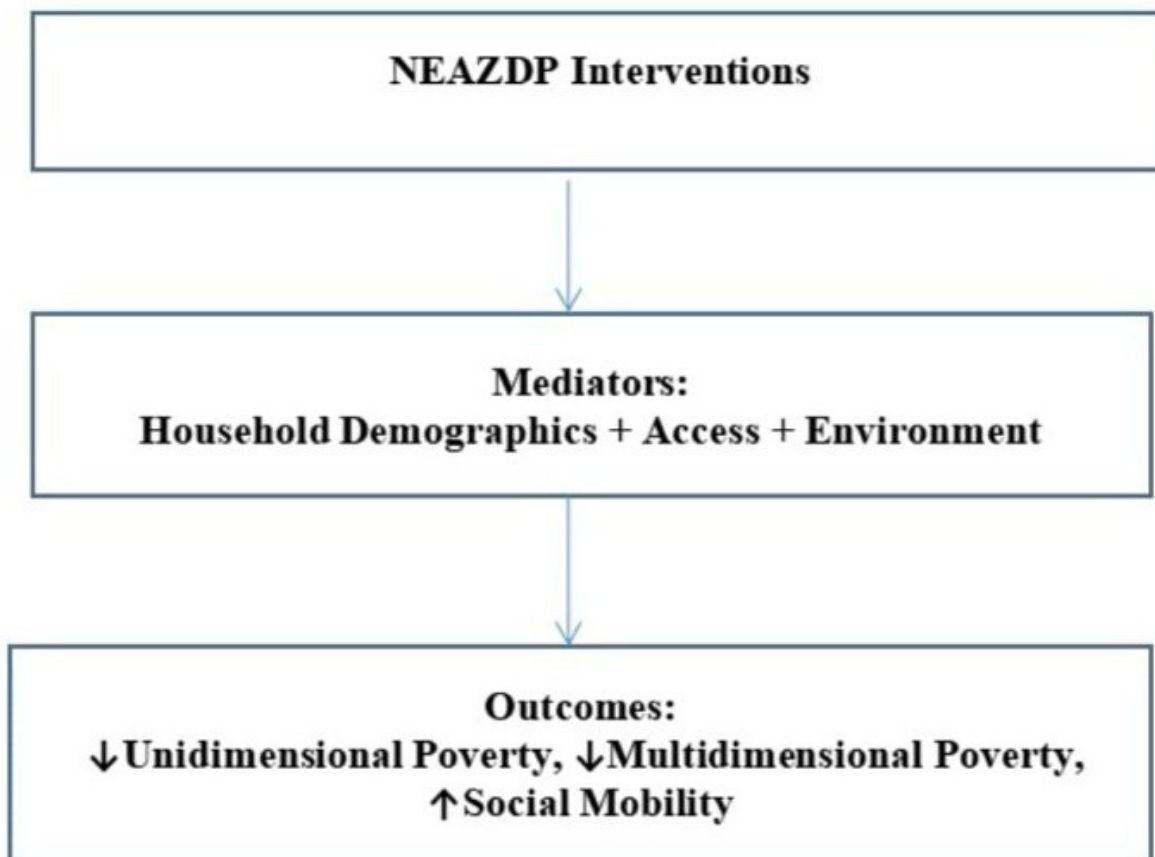 NEAZDP Interventions
Mediators:
Household Demographics + Access + Environment
Outcomes:
↓Unidimensional Poverty, ↓Multidimensional Poverty,
↑Social Mobility